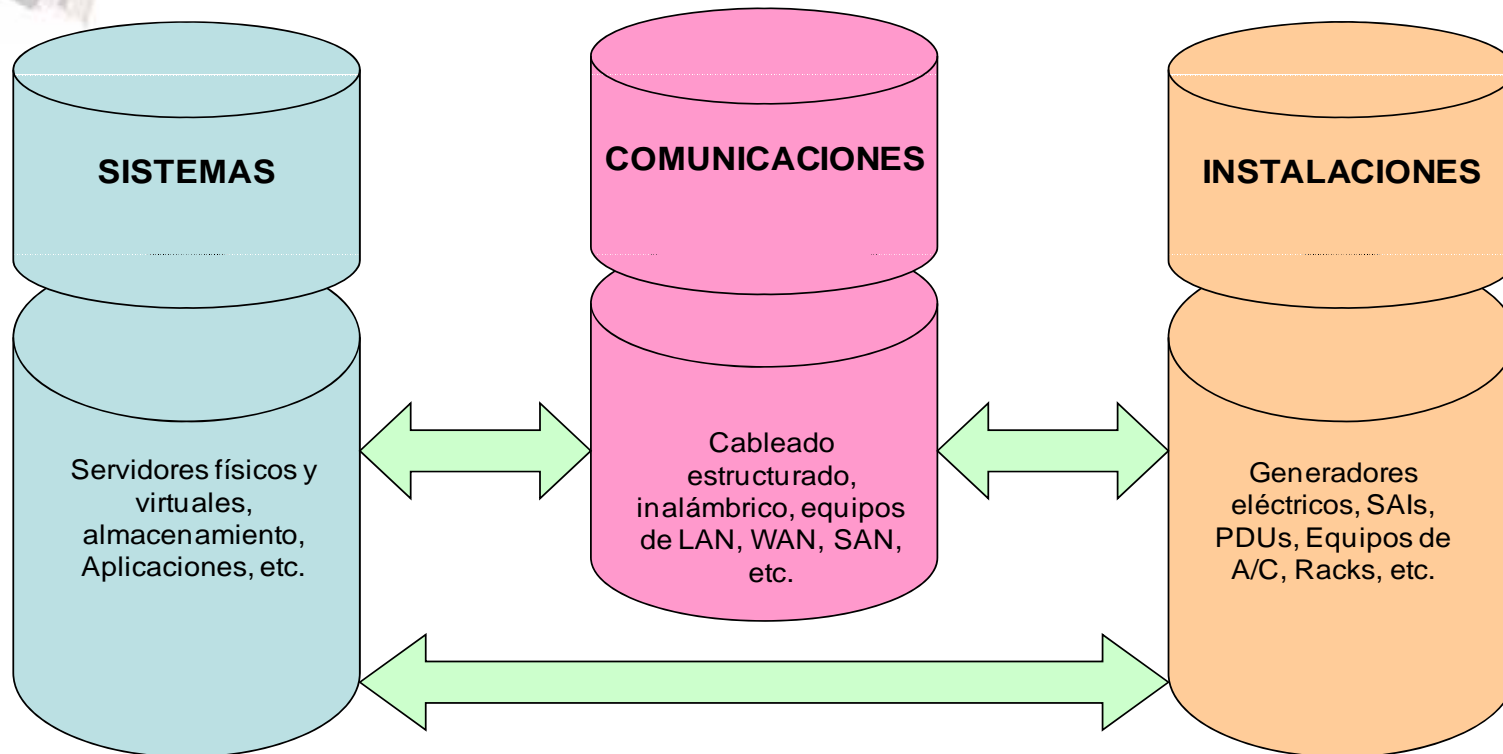 SISTEMAS
COMUNICACIONES
INSTALACIONES
Servidores físicos y
virtuales,
almacenamiento,
Aplicaciones, etc.
Cableado
estructurado,
inalámbrico, equipos
de LAN, WAN, SAN,
etc.
Generadores
eléctricos, SAIs,
PDUs, Equipos de
A/C, Racks, etc.